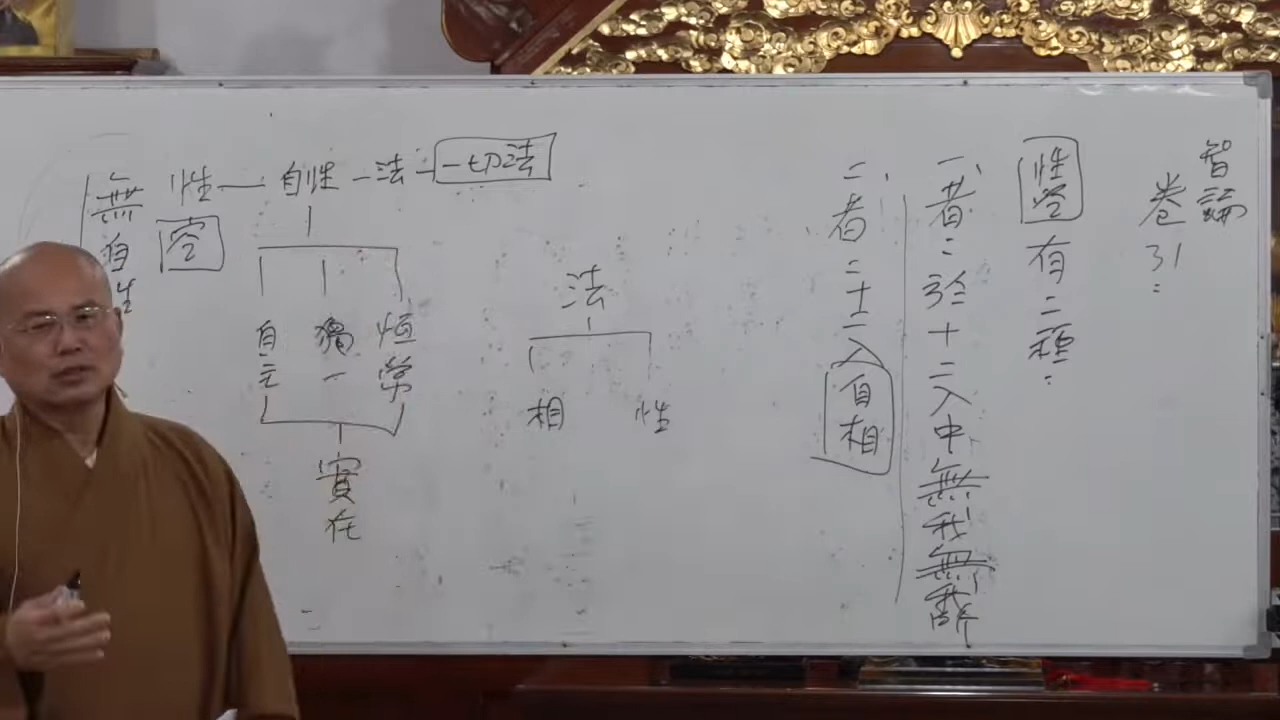 智論
卷31:
性空有二種:
一者:於十二入中無我無我所
二者:十二入自相
法
相 性
性—自性—法—一切法
空
無自性
恒常
獨一
自元
實在